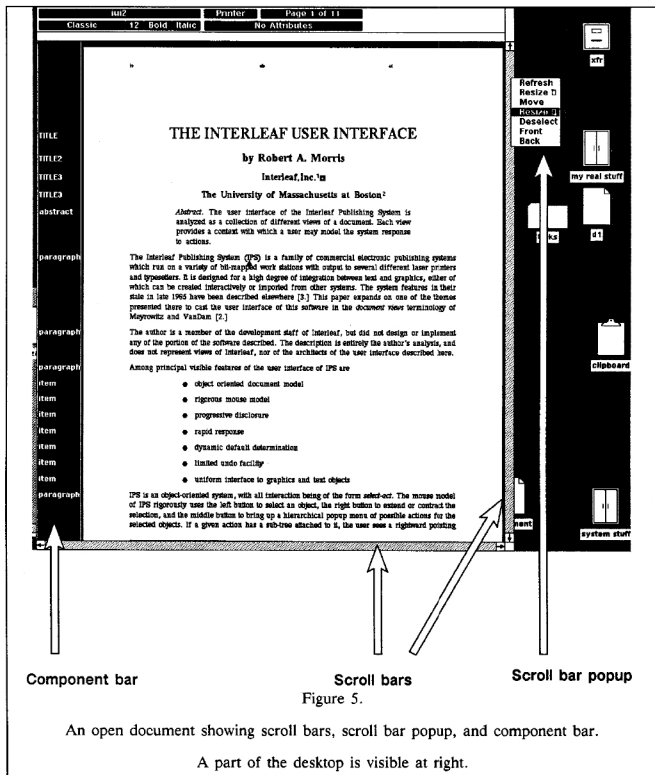 iui2 Printer Page 1 of 11
Classic 12 Bold Italic No Attributes
xfr
Refresh
Resize
Move
Resize
Deselect
Front
Back
my real stuff
d1
clipboard
system stuff
TITLE THE INTERLEAF USER INTERFACE
TITLE2 by Robert A. Morris
TITLE3 Interleaf,Inc.¹
TITLE3 The University of Massachusetts at Boston²
abstract Abstract. The user interface of the Interleaf Publishing System is
analyzed as a collection of different views of a document. Each view
provides a context with which a user may model the system response
to actions.
paragraph The Interleaf Publishing System (IPS) is a family of commercial electronic publishing systems
which run on a variety of bit-mapped work stations with output to several different laser printers
and typesetters. It is designed for a high degree of integration between text and graphics, either of
which can be created interactively or imported from other systems. The system features in their
state in late 1985 have been described elsewhere [3.] This paper expands on one of the themes
presented there to cast the user interface of this software in the document views terminology of
Meyrowitz and VanDam [2.]
paragraph The author is a member of the development staff of Interleaf, but did not design or implement
any of the portion of the software described. The description is entirely the author's analysis, and
does not represent views of Interleaf, nor of the architects of the user interface described here.
paragraph Among principal visible features of the user interface of IPS are
item ● object oriented document model
item ● rigorous mouse model
item ● progressive disclosure
item ● rapid response
item ● dynamic default determination
item ● limited undo facility
item ● uniform interface to graphics and text objects
paragraph IPS is an object-oriented system, with all interaction being of the form select-act. The mouse model
of IPS rigorously uses the left button to select an object, the right button to extend or contract the
selection, and the middle button to bring up a hierarchical popup menu of possible actions for the
selected objects. If a given action has a sub-tree attached to it, the user sees a rightward pointing
Component bar Scroll bars Scroll bar popup
Figure 5.
An open document showing scroll bars, scroll bar popup, and component bar.
A part of the desktop is visible at right.